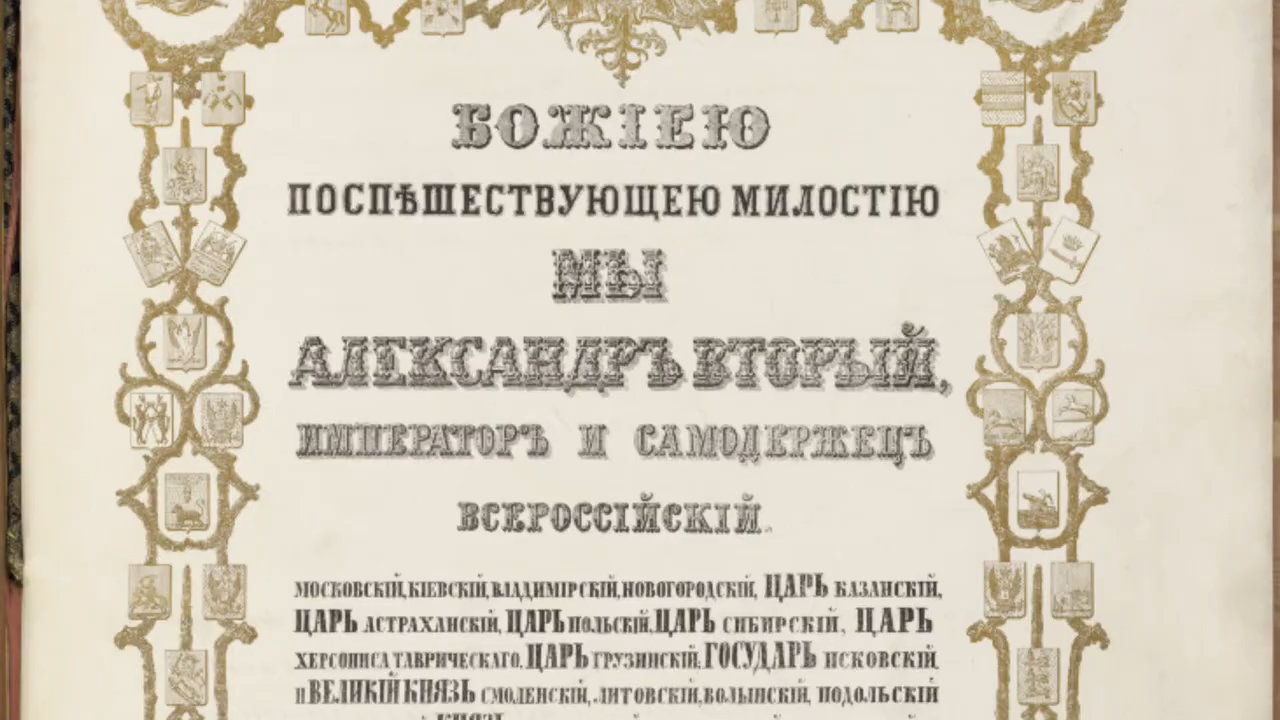 БОЖІЕЮ
ПОСПѢШЕСТВУЮЩЕЮ МИЛОСТІЮ
МЫ
АЛЕКСАНДРЪ ВТОРЫЙ,
ИМПЕРАТОРЪ И САМОДЕРЖЕЦЪ
ВСЕРОССІЙСКІЙ.
МОСКОВСКІЙ, КІЕВСКІЙ, ВЛАДИМІРСКІЙ, НОВОГОРОДСКІЙ, ЦАРЬ КАЗАНСКІЙ,
ЦАРЬ АСТРАХАНСКІЙ, ЦАРЬ ПОЛЬСКІЙ, ЦАРЬ СИБИРСКІЙ, ЦАРЬ
ХЕРСОНИСА ТАВРИЧЕСКАГО, ЦАРЬ ГРУЗИНСКІЙ, ГОСУДАРЬ ПСКОВСКІЙ
И ВЕЛИКІЙ КНЯЗЬ СМОЛЕНСКІЙ, ЛИТОВСКІЙ, ВОЛЫНСКІЙ, ПОДОЛЬСКІЙ
КНЯЗЬ